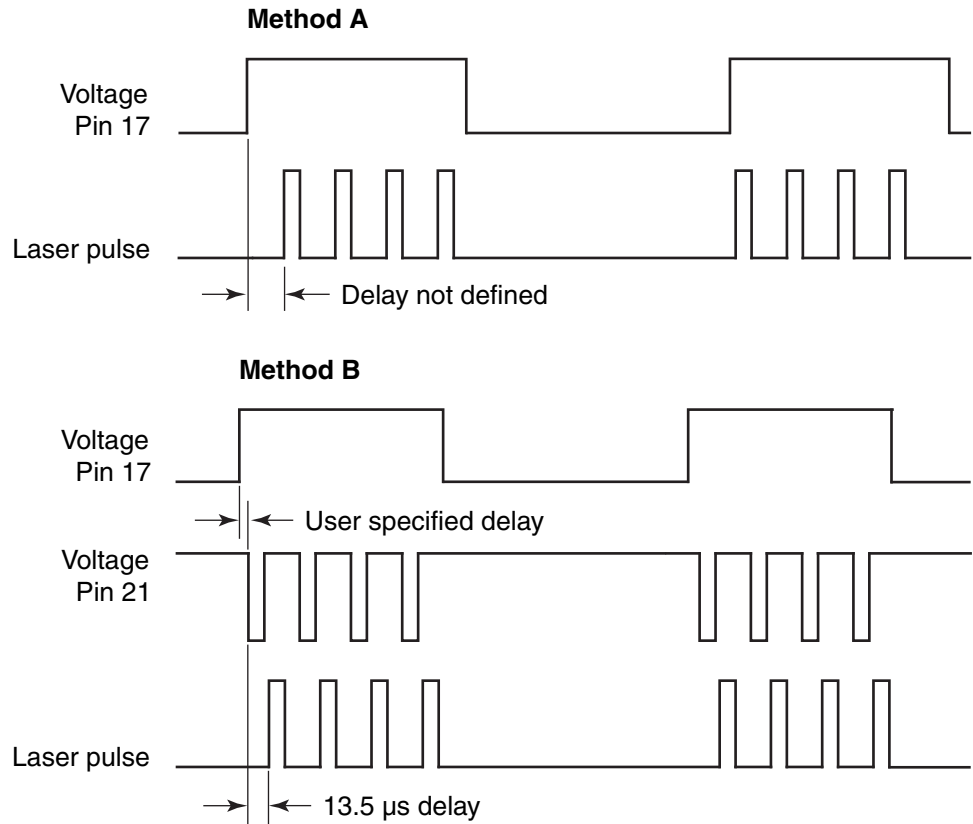 Method A
Voltage
Pin 17
Laser pulse
Delay not defined
Method B
Voltage
Pin 17
User specified delay
Voltage
Pin 21
Laser pulse
13.5 µs delay